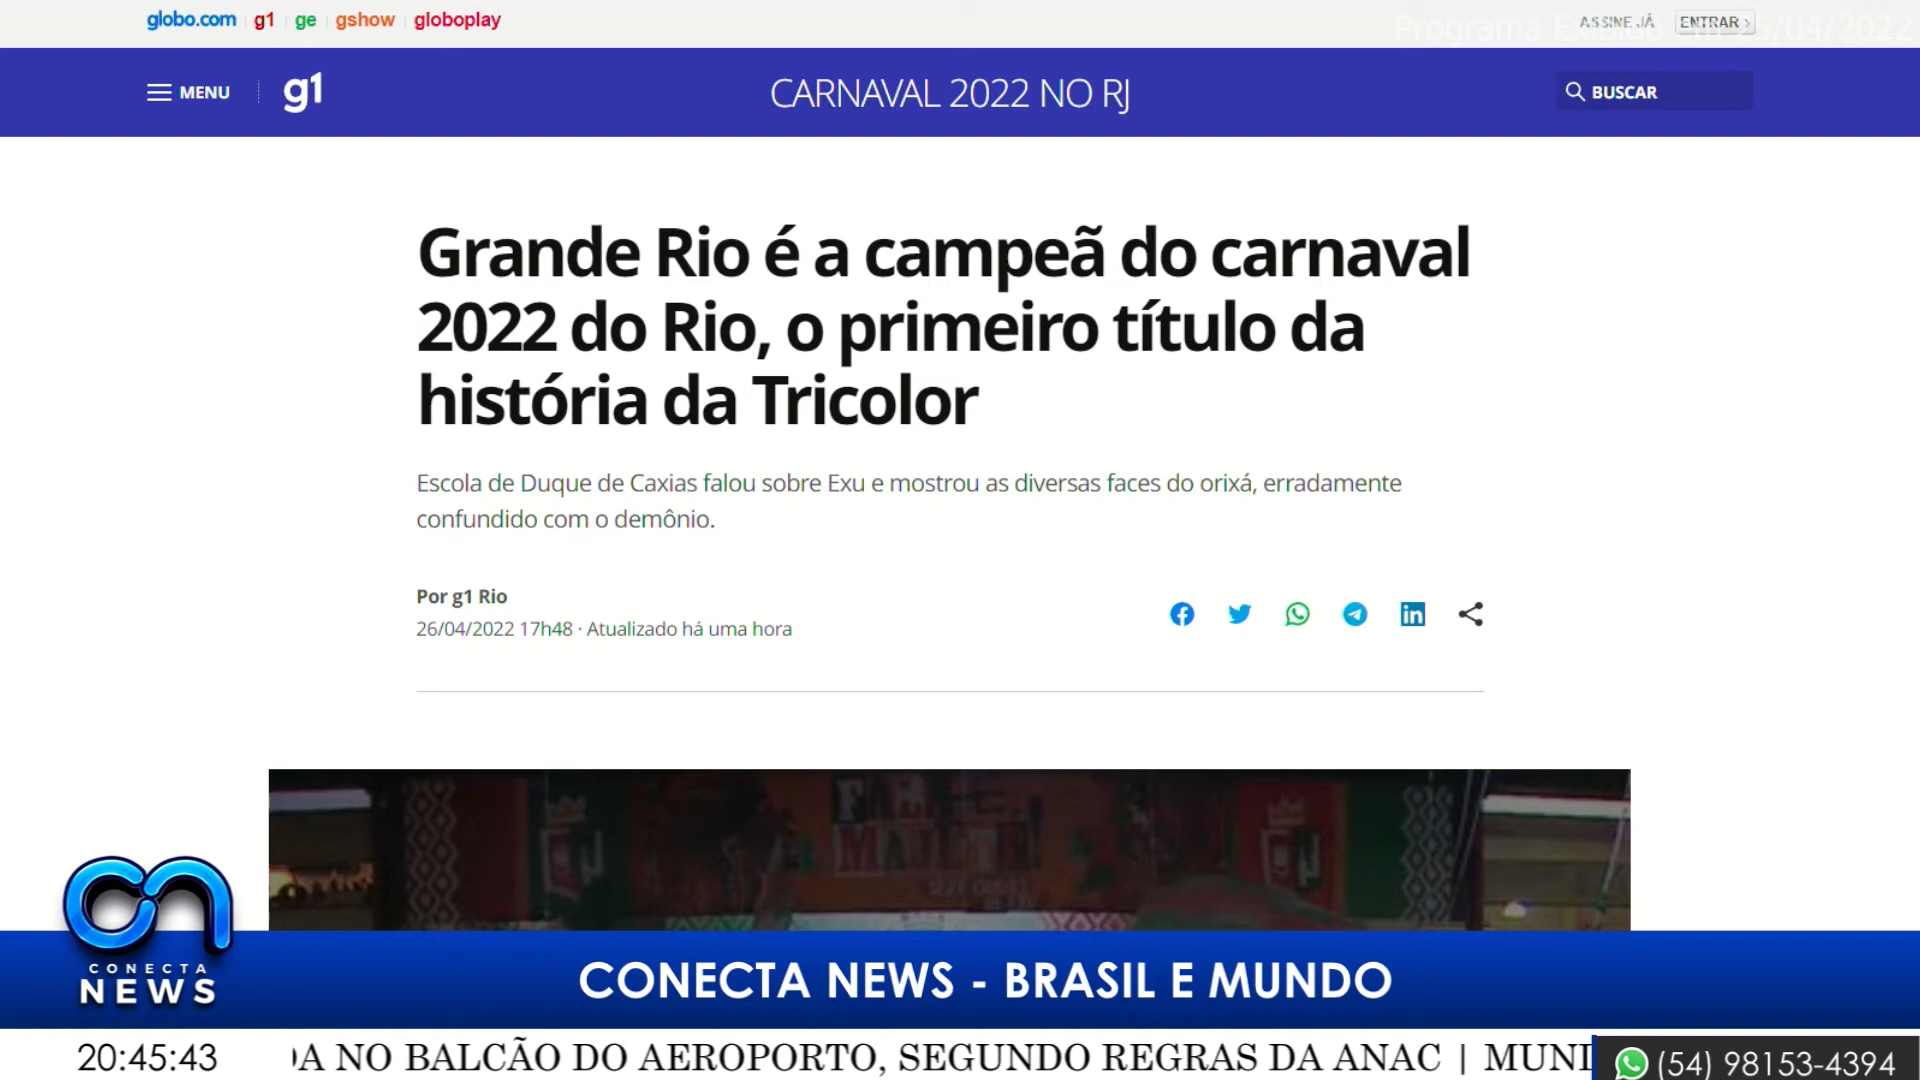 globo.com g1 ge gshow globoplay
ASSINE JÁ ENTRAR
Programa
MENU g1 CARNAVAL 2022 NO RJ BUSCAR
Grande Rio é a campeã do carnaval
2022 do Rio, o primeiro título da
história da Tricolor
Escola de Duque de Caxias falou sobre Exu e mostrou as diversas faces do orixá, erradamente
confundido com o demônio.
Por g1 Rio
26/04/2022 17h48 · Atualizado há uma hora
CONECTA
NEWS
CONECTA NEWS - BRASIL E MUNDO
20:45:43 DA NO BALCÃO DO AEROPORTO, SEGUNDO REGRAS DA ANAC | MUNI (54) 98153-4394